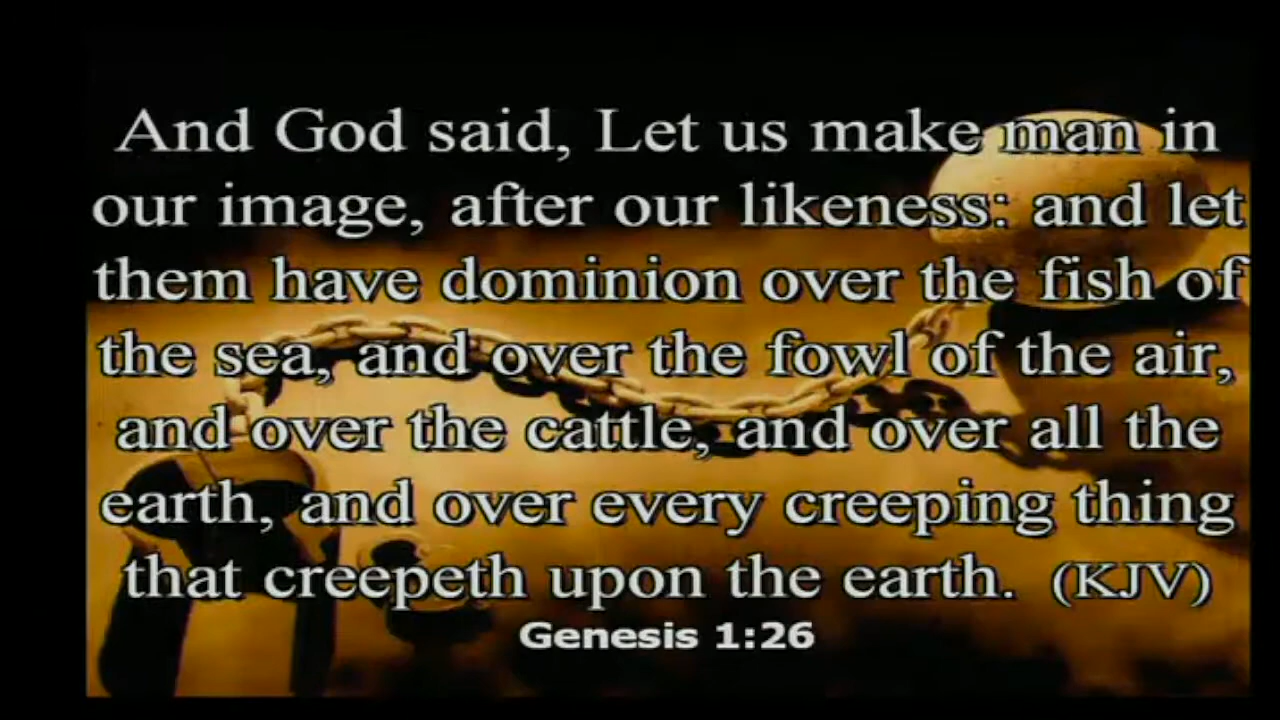 And God said, Let us make man in
our image, after our likeness: and let
them have dominion over the fish of
the sea, and over the fowl of the air,
and over the cattle, and over all the
earth, and over every creeping thing
that creepeth upon the earth. (KJV)
Genesis 1:26